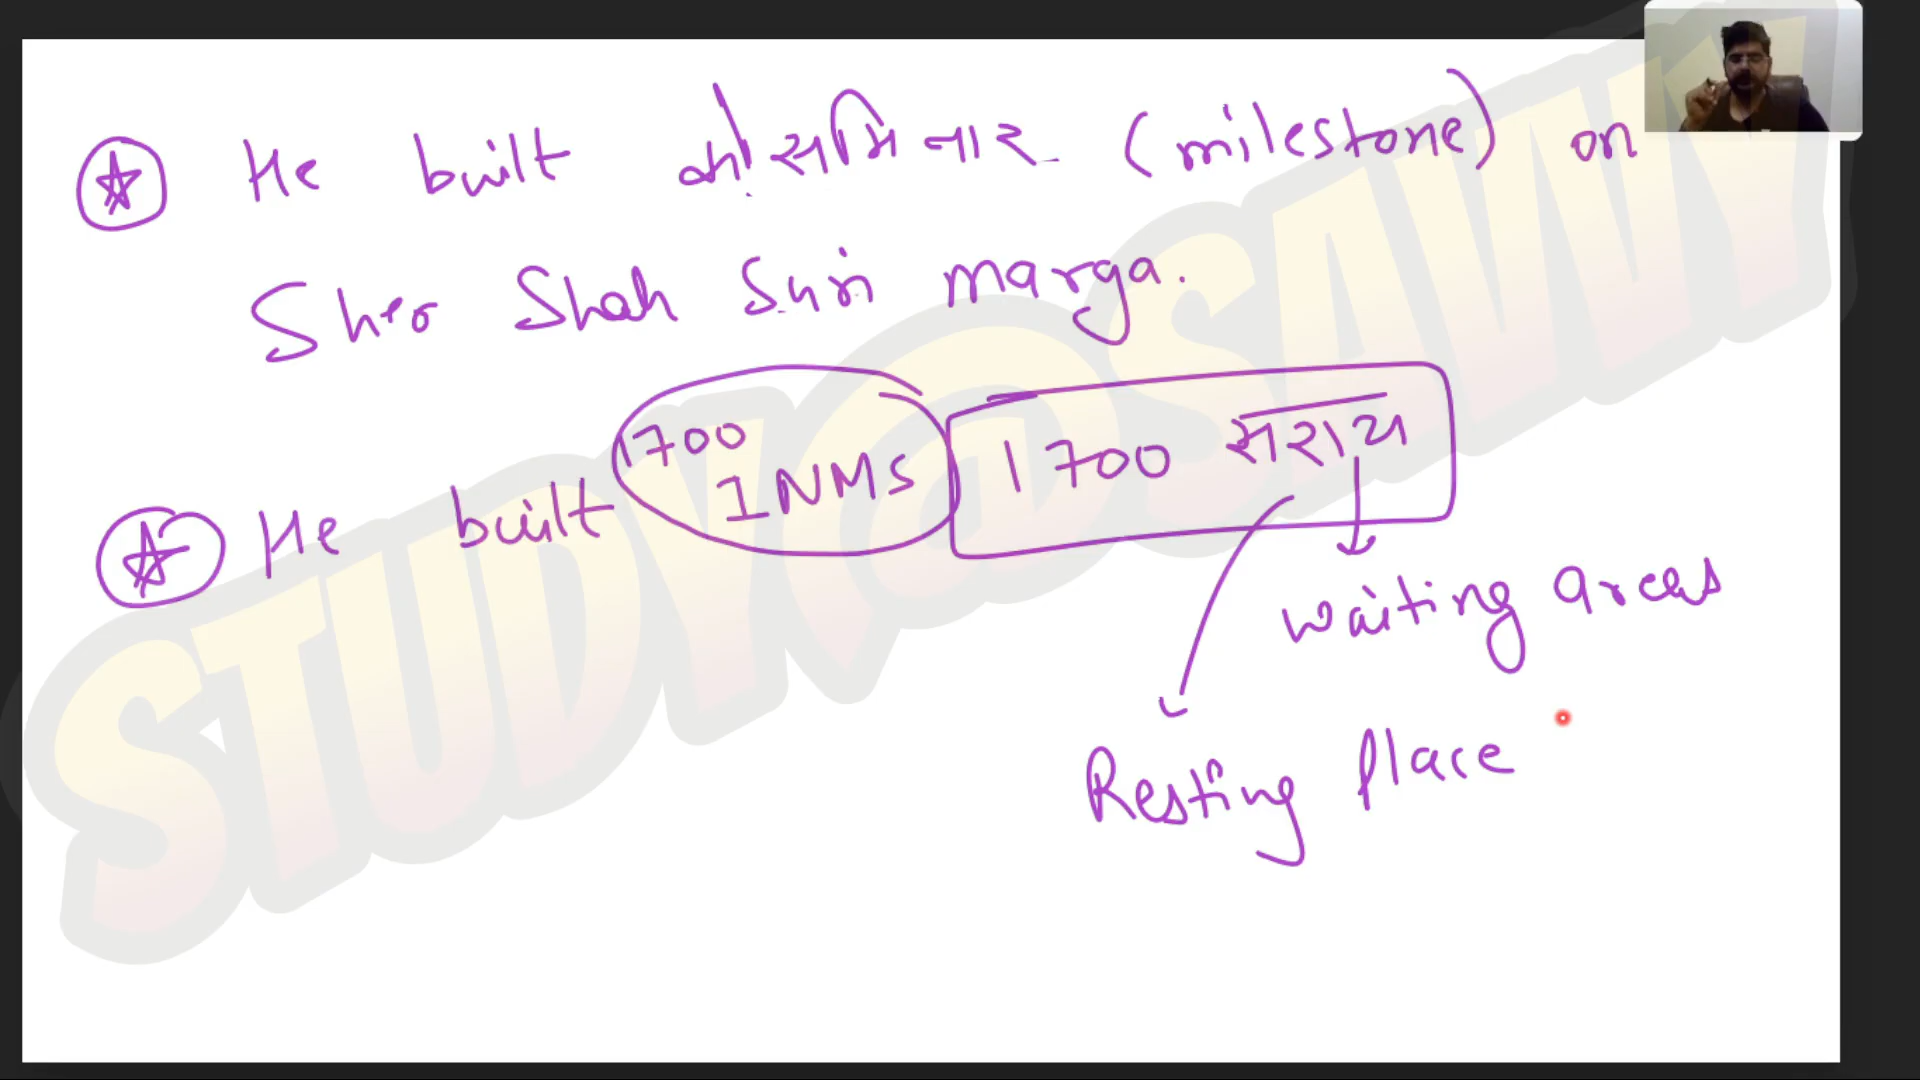 He built कोसमिनार (milestone) on
Sher Shah Suri marga.
He built 1700 INMS 1700 सराय
waiting areas
Resting place
STUDY@SAVVY